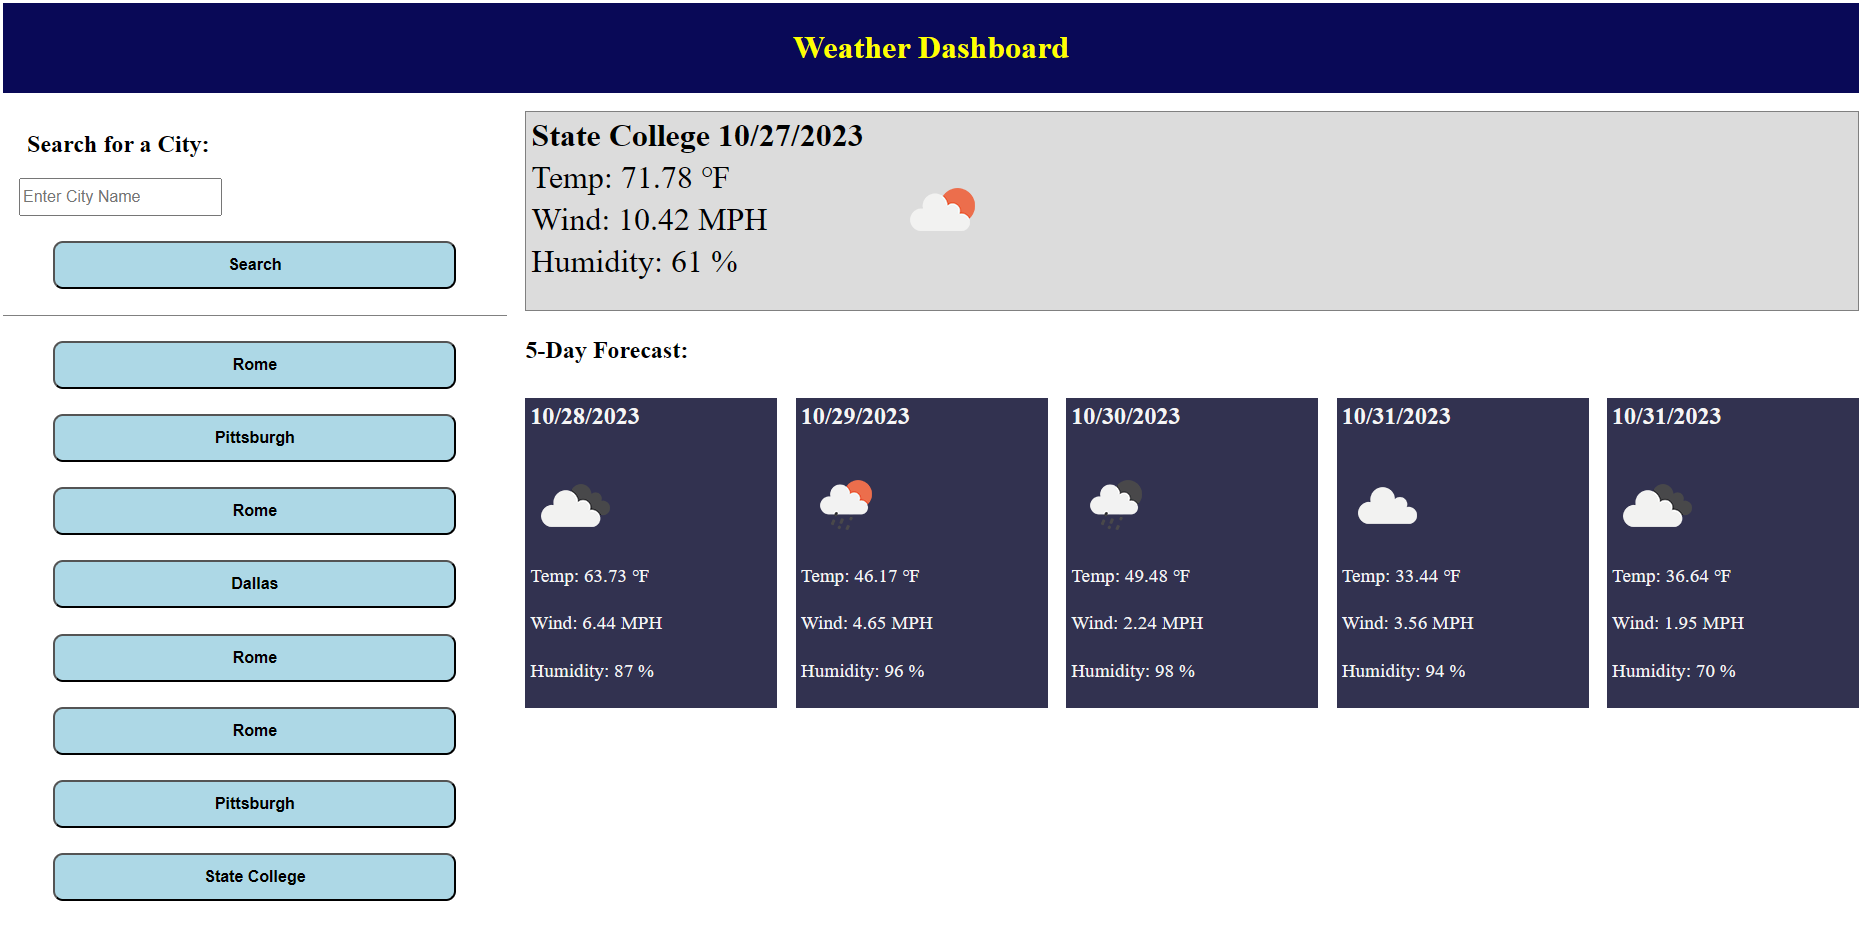 Weather Dashboard
Search for a City:
Enter City Name
Search
Rome
Pittsburgh
Rome
Dallas
Rome
Rome
Pittsburgh
State College
State College 10/27/2023
Temp: 71.78 °F
Wind: 10.42 MPH
Humidity: 61 %
5-Day Forecast:
10/28/2023
Temp: 63.73 °F
Wind: 6.44 MPH
Humidity: 87 %
10/29/2023
Temp: 46.17 °F
Wind: 4.65 MPH
Humidity: 96 %
10/30/2023
Temp: 49.48 °F
Wind: 2.24 MPH
Humidity: 98 %
10/31/2023
Temp: 33.44 °F
Wind: 3.56 MPH
Humidity: 94 %
10/31/2023
Temp: 36.64 °F
Wind: 1.95 MPH
Humidity: 70 %